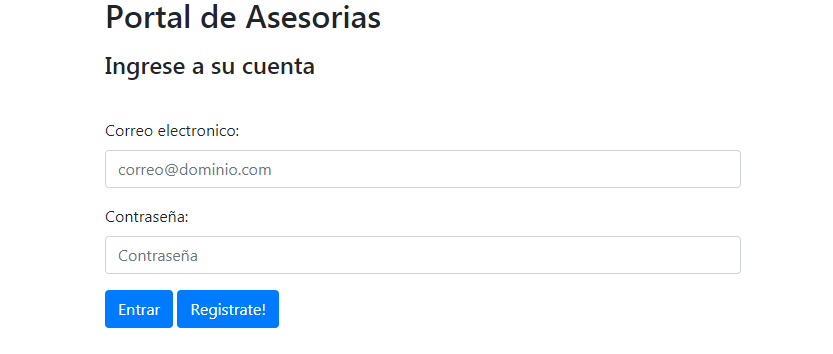 Portal de Asesorias
Ingrese a su cuenta
Correo electronico:
correo@dominio.com
Contraseña:
Contraseña
Entrar Registrate!